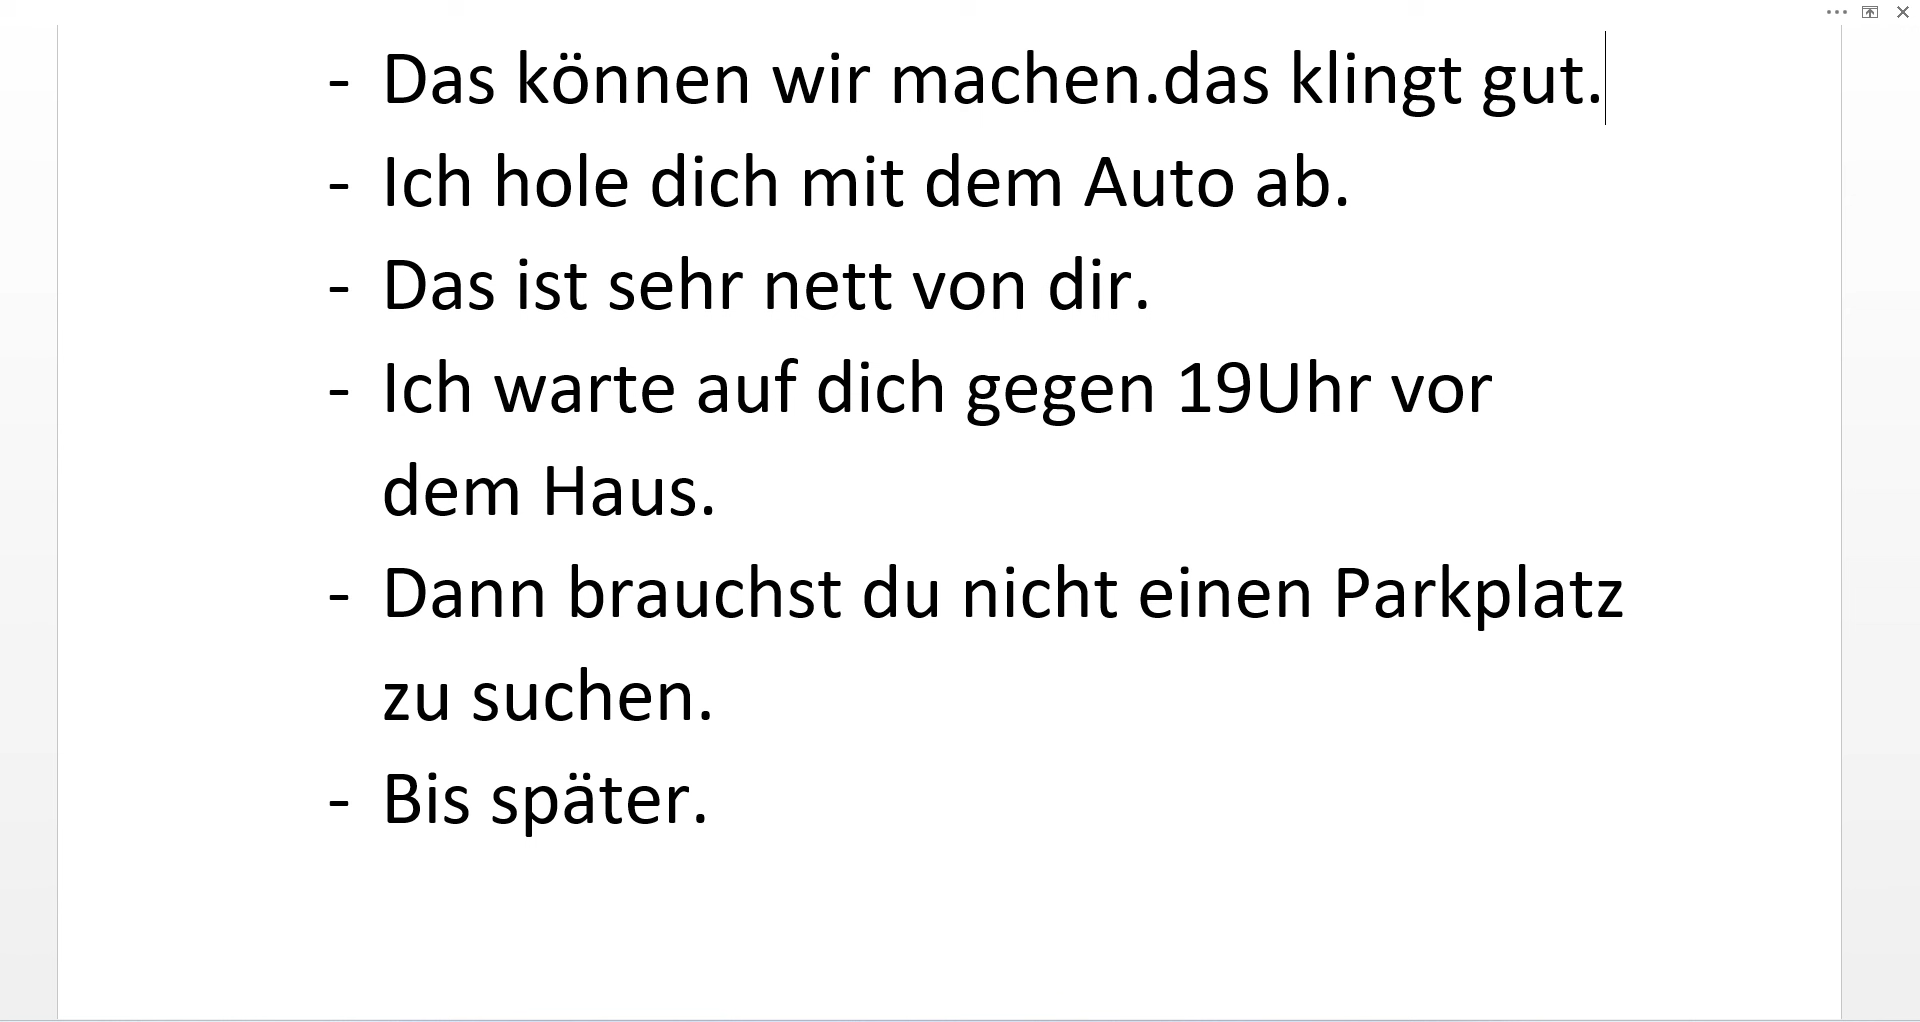 - Das können wir machen.das klingt gut.
- Ich hole dich mit dem Auto ab.
- Das ist sehr nett von dir.
- Ich warte auf dich gegen 19Uhr vor
dem Haus.
- Dann brauchst du nicht einen Parkplatz
zu suchen.
- Bis später.